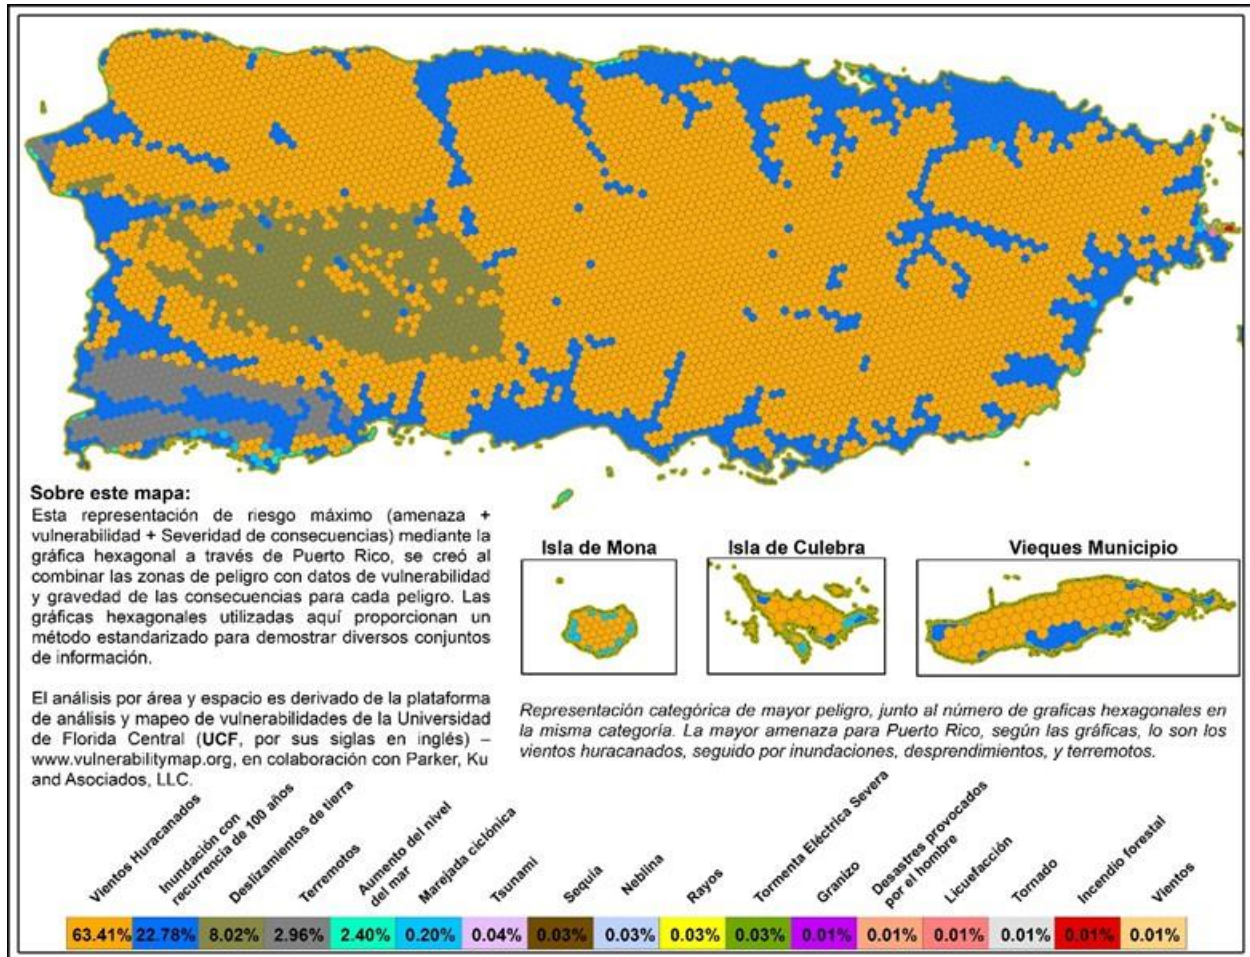 Sobre este mapa:
Esta representación de riesgo máximo (amenaza +
vulnerabilidad + Severidad de consecuencias) mediante la
gráfica hexagonal a través de Puerto Rico, se creó al
combinar las zonas de peligro con datos de vulnerabilidad
y gravedad de las consecuencias para cada peligro. Las
gráficas hexagonales utilizadas aquí proporcionan un
método estandarizado para demostrar diversos conjuntos
de información.
El análisis por área y espacio es derivado de la plataforma
de análisis y mapeo de vulnerabilidades de la Universidad
de Florida Central (UCF, por sus siglas en inglés) –
www.vulnerabilitymap.org, en colaboración con Parker, Ku
and Asociados, LLC.
Isla de Mona
Isla de Culebra
Vieques Municipio
Representación categórica de mayor peligro, junto al número de graficas hexagonales en
la misma categoría. La mayor amenaza para Puerto Rico, según las gráficas, lo son los
vientos huracanados, seguido por inundaciones, desprendimientos, y terremotos.
Vientos Huracanados
Inundación con
recurrencia de 100 años
Deslizamientos de tierra
Terremotos
Aumento del nivel
del mar
Marejada ciclónica
Tsunami
Sequia
Neblina
Rayos
Tormenta Eléctrica Severa
Granizo
Desastres provocados
por el hombre
Licuefacción
Tornado
Incendio forestal
Vientos
63.41% 22.78% 8.02% 2.96% 2.40% 0.20% 0.04% 0.03% 0.03% 0.03% 0.03% 0.01% 0.01% 0.01% 0.01% 0.01% 0.01%